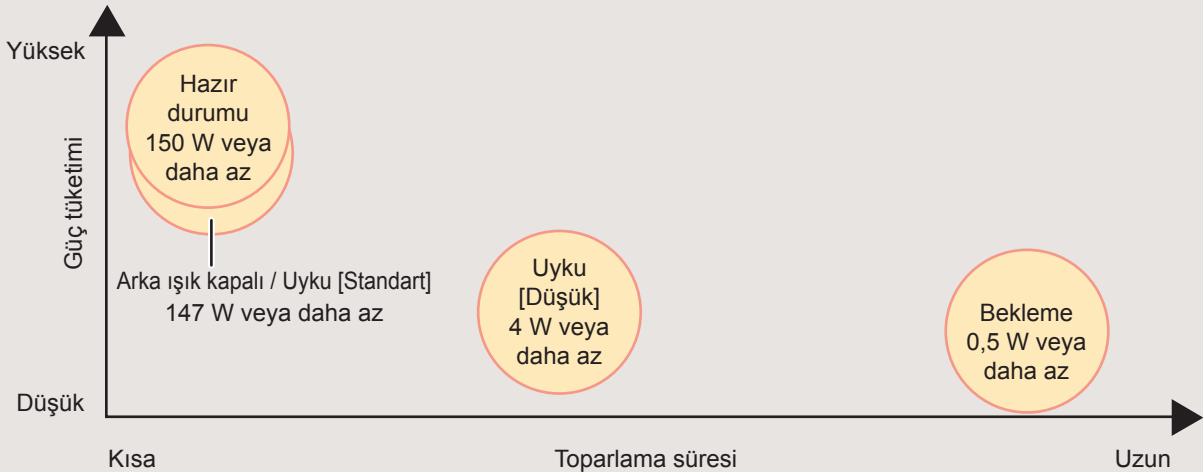 Yüksek
Güç tüketimi
Hazır
durumu
150 W veya
daha az
Arka ışık kapalı / Uyku [Standart]
147 W veya daha az
Uyku
[Düşük]
4 W veya
daha az
Bekleme
0,5 W veya
daha az
Düşük
Kısa
Toparlama süresi
Uzun